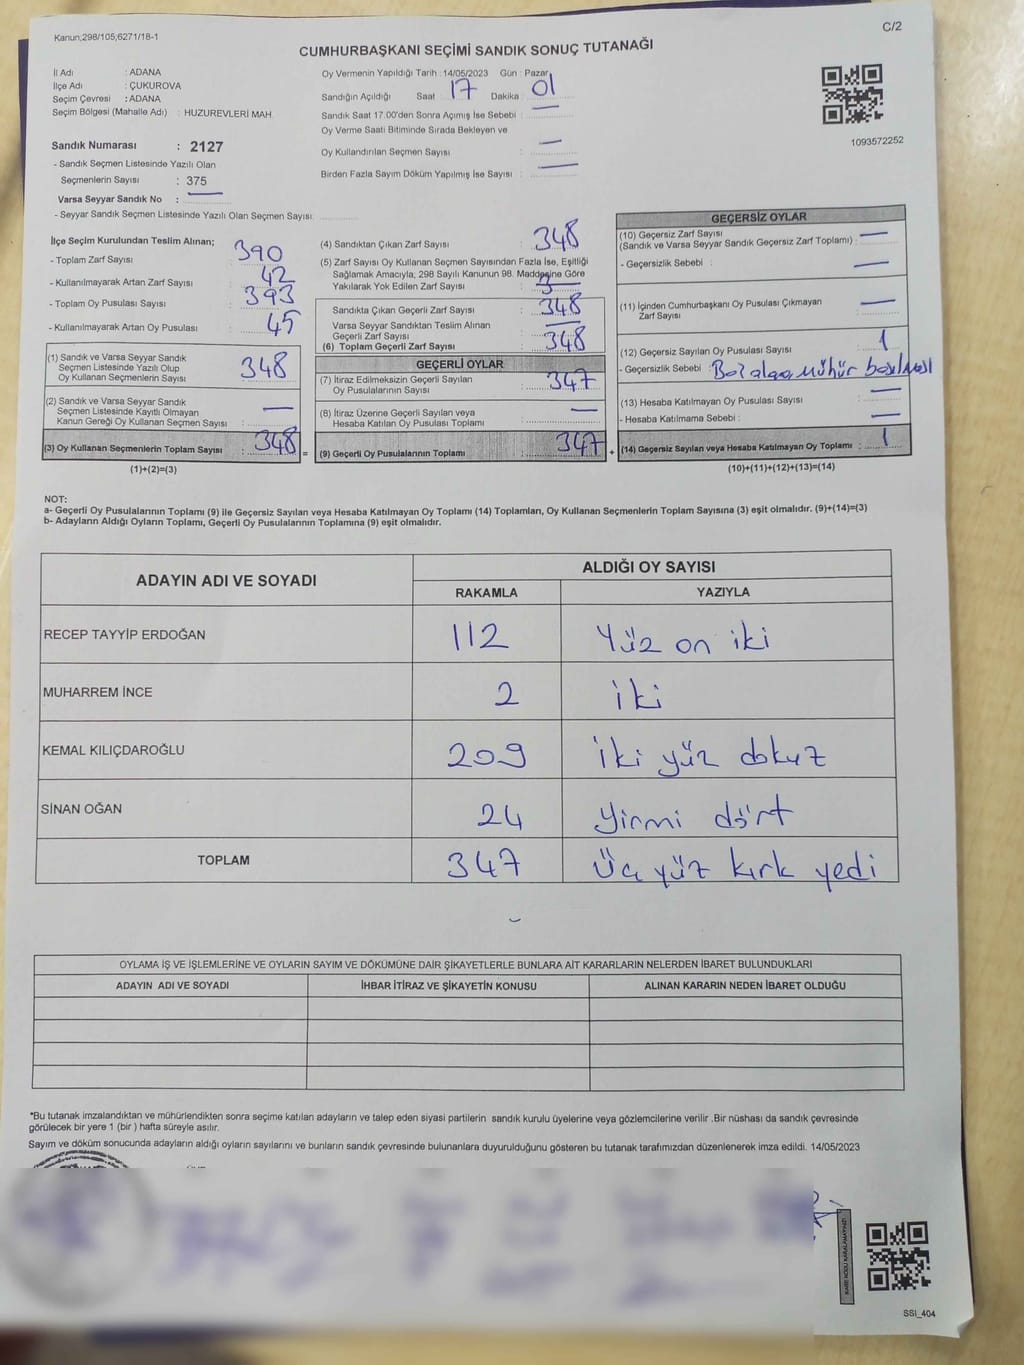 Kanun;298/105,6271/18-1
C/2
CUMHURBAŞKANI SEÇİMİ SANDIK SONUÇ TUTANAĞI
İl Adı : ADANA
İlçe Adı : ÇUKUROVA
Seçim Çevresi : ADANA
Seçim Bölgesi (Mahalle Adı) : HUZUREVLERİ MAH.
Sandık Numarası : 2127
- Sandık Seçmen Listesinde Yazılı Olan
Seçmenlerin Sayısı : 375
Varsa Seyyar Sandık No :
- Seyyar Sandık Seçmen Listesinde Yazılı Olan Seçmen Sayısı:
Oy Vermenin Yapıldığı Tarih : 14/05/2023 Gün : Pazar
Sandığın Açıldığı Saat 17 Dakika : 01
Sandık Saat 17.00'den Sonra Açımış İse Sebebi : —
Oy Verme Saati Bitiminde Sırada Bekleyen ve
Oy Kullandırılan Seçmen Sayısı : —
Birden Fazla Sayım Döküm Yapılmış İse Sayısı : —
1093572252
İlçe Seçim Kurulundan Teslim Alınan;
- Toplam Zarf Sayısı : 390
- Kullanılmayarak Artan Zarf Sayısı : 42
- Toplam Oy Pusulası Sayısı : 393
- Kullanılmayarak Artan Oy Pusulası : 45
(1) Sandık ve Varsa Seyyar Sandık
Seçmen Listesinde Yazılı Olup
Oy Kullanan Seçmenlerin Sayısı : 348
(2) Sandık ve Varsa Seyyar Sandık
Seçmen Listesinde Kayıtlı Olmayan
Kanun Gereği Oy Kullanan Seçmen Sayısı : —
(3) Oy Kullanan Seçmenlerin Toplam Sayısı : 348 =
(1)+(2)=(3)
(4) Sandıktan Çıkan Zarf Sayısı : 348
(5) Zarf Sayısı Oy Kullanan Seçmen Sayısından Fazla İse, Eşitliği
Sağlamak Amacıyla; 298 Sayılı Kanunun 98. Maddesine Göre
Yakılarak Yok Edilen Zarf Sayısı :
Sandıkta Çıkan Geçerli Zarf Sayısı : 348
Varsa Seyyar Sandıktan Teslim Alınan
Geçerli Zarf Sayısı : —
(6) Toplam Geçerli Zarf Sayısı : 348
GEÇERLİ OYLAR
(7) İtiraz Edilmeksizin Geçerli Sayılan
Oy Pusulalarının Sayısı : 347
(8) İtiraz Üzerine Geçerli Sayılan veya
Hesaba Katılan Oy Pusulası Toplamı : —
(9) Geçerli Oy Pusulalarının Toplamı : 347 +
GEÇERSİZ OYLAR
(10) Geçersiz Zarf Sayısı
(Sandık ve Varsa Seyyar Sandık Geçersiz Zarf Toplamı) : —
- Geçersizlik Sebebi : —
(11) İçinden Cumhurbaşkanı Oy Pusulası Çıkmayan
Zarf Sayısı : —
(12) Geçersiz Sayılan Oy Pusulası Sayısı : 1
- Geçersizlik Sebebi : mühür basılması
(13) Hesaba Katılmayan Oy Pusulası Sayısı : —
- Hesaba Katılmama Sebebi : —
(14) Geçersiz Sayılan veya Hesaba Katılmayan Oy Toplamı : 1
(10)+(11)+(12)+(13)=(14)
NOT:
a- Geçerli Oy Pusulalarının Toplamı (9) ile Geçersiz Sayılan veya Hesaba Katılmayan Oy Toplamı (14) Toplamları, Oy Kullanan Seçmenlerin Toplam Sayısına (3) eşit olmalıdır. (9)+(14)=(3)
b- Adayların Aldığı Oyların Toplamı, Geçerli Oy Pusulalarının Toplamına (9) eşit olmalıdır.
ADAYIN ADI VE SOYADI ALDIĞI OY SAYISI
RAKAMLA YAZIYLA
RECEP TAYYİP ERDOĞAN 112 Yüz on iki
MUHARREM İNCE 2 iki
KEMAL KILIÇDAROĞLU 209 iki yüz dokuz
SİNAN OĞAN 24 Yirmi dört
TOPLAM 347 Üç yüz kırk yedi
OYLAMA İŞ VE İŞLEMLERİNE VE OYLARIN SAYIM VE DÖKÜMÜNE DAİR ŞİKAYETLERLE BUNLARA AİT KARARLARIN NELERDEN İBARET BULUNDUKLARI
ADAYIN ADI VE SOYADI İHBAR İTİRAZ VE ŞİKAYETİN KONUSU ALINAN KARARIN NEDEN İBARET OLDUĞU
*Bu tutanak imzalandıktan ve mühürlendikten sonra seçime katılan adayların ve talep eden siyasi partilerin sandık kurulu üyelerine veya gözlemcilerine verilir .Bir nüshası da sandık çevresinde
görülecek bir yere 1 (bir ) hafta süreyle asılır.
Sayım ve döküm sonucunda adayların aldığı oyların sayılarını ve bunların sandık çevresinde bulunanlara duyurulduğunu gösteren bu tutanak tarafımızdan düzenlenerek imza edildi. 14/05/2023
KARE KODU KARALAMAYINIZ!
SSI_404